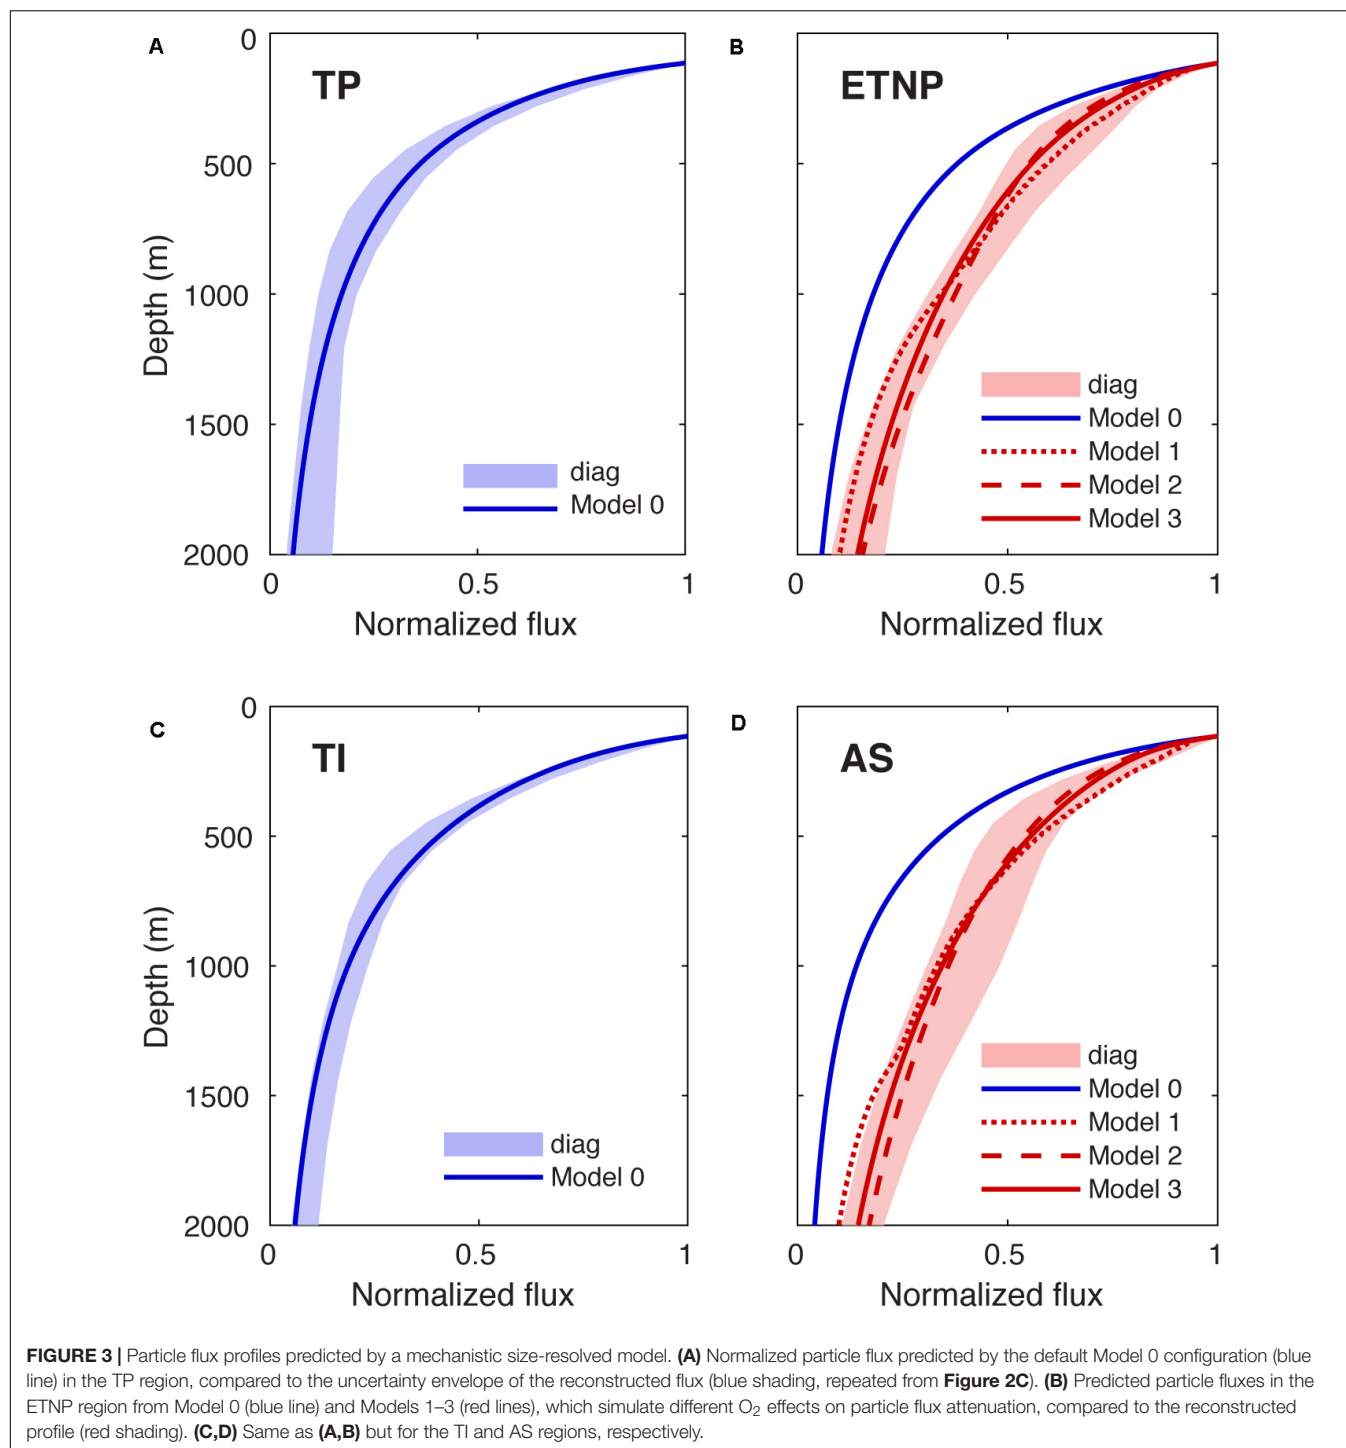 A
TP
0
500
1000
1500
2000
Depth (m)
diag
Model 0
0
0.5
1
Normalized flux
B
ETNP
diag
Model 0
Model 1
Model 2
Model 3
0
0.5
1
Normalized flux
C
TI
0
500
1000
1500
2000
Depth (m)
diag
Model 0
0
0.5
1
Normalized flux
D
AS
diag
Model 0
Model 1
Model 2
Model 3
0
0.5
1
Normalized flux
FIGURE 3 | Particle flux profiles predicted by a mechanistic size-resolved model. (A) Normalized particle flux predicted by the default Model 0 configuration (blue
line) in the TP region, compared to the uncertainty envelope of the reconstructed flux (blue shading, repeated from Figure 2C). (B) Predicted particle fluxes in the
ETNP region from Model 0 (blue line) and Models 1–3 (red lines), which simulate different O₂ effects on particle flux attenuation, compared to the reconstructed
profile (red shading). (C,D) Same as (A,B) but for the TI and AS regions, respectively.